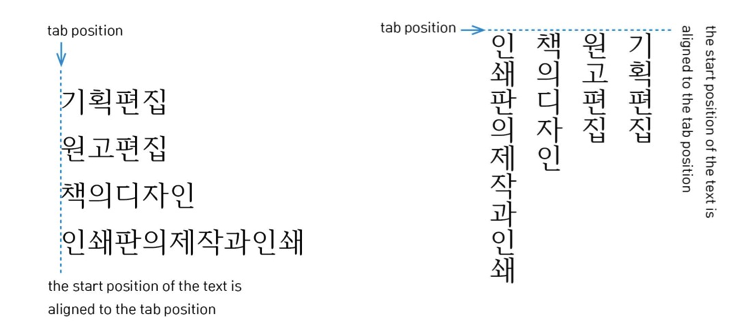 tab position
기획편집
원고편집
책의디자인
인쇄판의제작과인쇄
the start position of the text is
aligned to the tab position
tab position
기획편집
원고편집
책의디자인
인쇄판의제작과인쇄
the start position of the text is
aligned to the tab position